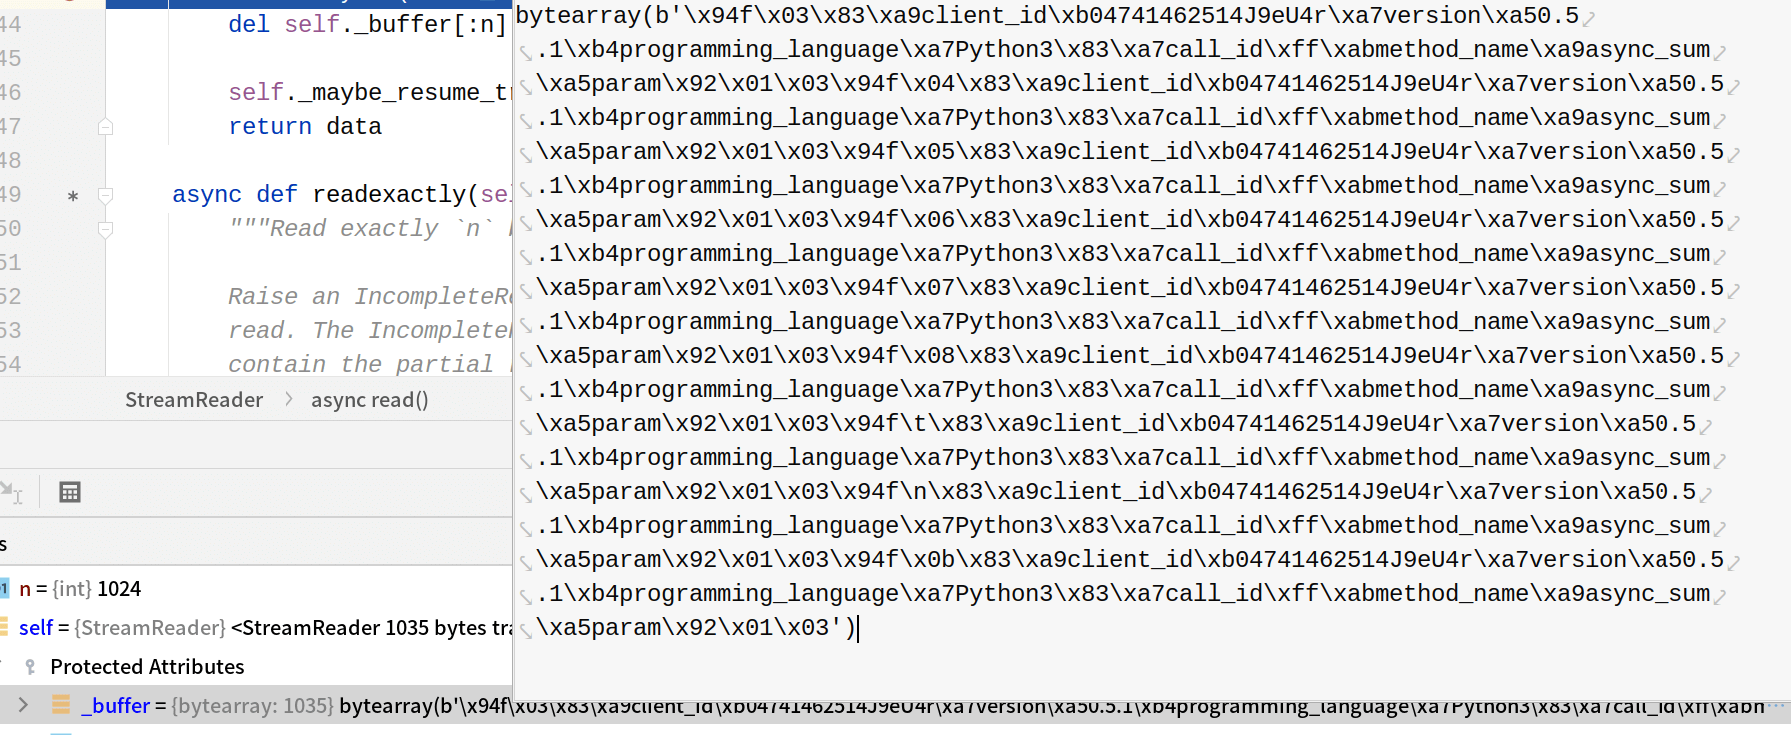 44 del self._buffer[:n]
45
46 self._maybe_resume_tr
47 return data
48
49 * async def readexactly(sel
50 """Read exactly `n` b
51
52 Raise an IncompleteRe
53 read. The Incomplete
54 contain the partial
StreamReader > async read()
s
n = {int} 1024
self = {StreamReader} <StreamReader 1035 bytes tra
Protected Attributes
_buffer = {bytearray: 1035} bytearray(b'\x94f\x03\x83\xa9client_id\xb04741462514J9eU4r\xa7version\xa50.5.1\xb4programming_language\xa7Python3\x83\xa7call_id\xff\xabn…
bytearray(b'\x94f\x03\x83\xa9client_id\xb04741462514J9eU4r\xa7version\xa50.5
.1\xb4programming_language\xa7Python3\x83\xa7call_id\xff\xabmethod_name\xa9async_sum
\xa5param\x92\x01\x03\x94f\x04\x83\xa9client_id\xb04741462514J9eU4r\xa7version\xa50.5
.1\xb4programming_language\xa7Python3\x83\xa7call_id\xff\xabmethod_name\xa9async_sum
\xa5param\x92\x01\x03\x94f\x05\x83\xa9client_id\xb04741462514J9eU4r\xa7version\xa50.5
.1\xb4programming_language\xa7Python3\x83\xa7call_id\xff\xabmethod_name\xa9async_sum
\xa5param\x92\x01\x03\x94f\x06\x83\xa9client_id\xb04741462514J9eU4r\xa7version\xa50.5
.1\xb4programming_language\xa7Python3\x83\xa7call_id\xff\xabmethod_name\xa9async_sum
\xa5param\x92\x01\x03\x94f\x07\x83\xa9client_id\xb04741462514J9eU4r\xa7version\xa50.5
.1\xb4programming_language\xa7Python3\x83\xa7call_id\xff\xabmethod_name\xa9async_sum
\xa5param\x92\x01\x03\x94f\x08\x83\xa9client_id\xb04741462514J9eU4r\xa7version\xa50.5
.1\xb4programming_language\xa7Python3\x83\xa7call_id\xff\xabmethod_name\xa9async_sum
\xa5param\x92\x01\x03\x94f\t\x83\xa9client_id\xb04741462514J9eU4r\xa7version\xa50.5
.1\xb4programming_language\xa7Python3\x83\xa7call_id\xff\xabmethod_name\xa9async_sum
\xa5param\x92\x01\x03\x94f\n\x83\xa9client_id\xb04741462514J9eU4r\xa7version\xa50.5
.1\xb4programming_language\xa7Python3\x83\xa7call_id\xff\xabmethod_name\xa9async_sum
\xa5param\x92\x01\x03\x94f\x0b\x83\xa9client_id\xb04741462514J9eU4r\xa7version\xa50.5
.1\xb4programming_language\xa7Python3\x83\xa7call_id\xff\xabmethod_name\xa9async_sum
\xa5param\x92\x01\x03')